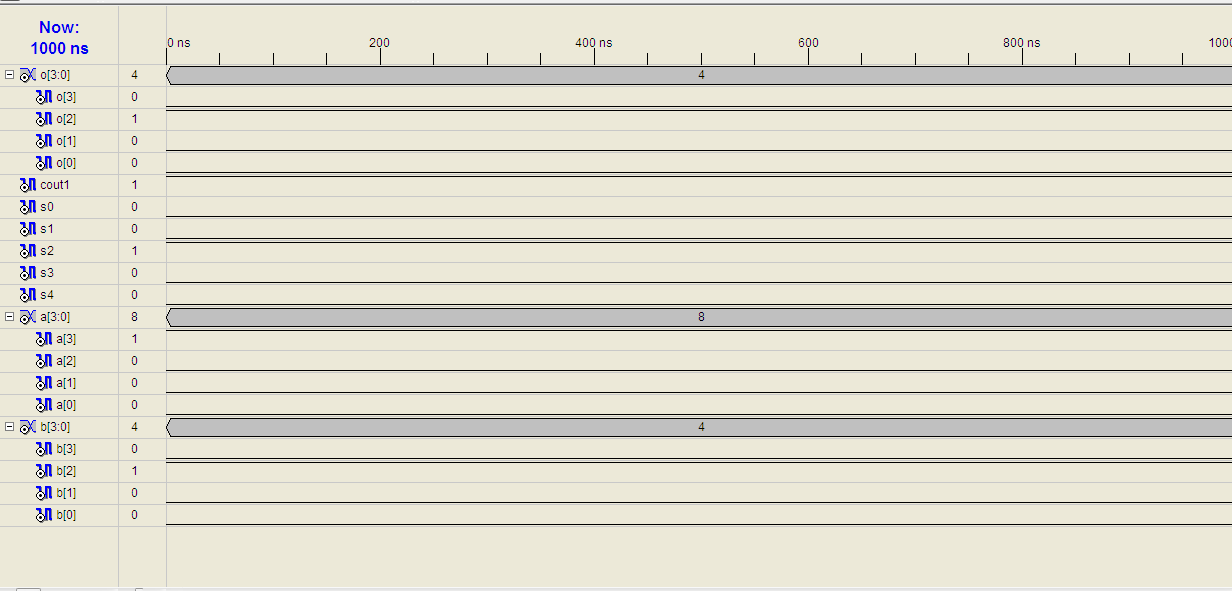 Now:
1000 ns
0 ns 200 400 ns 600 800 ns 1000
o[3:0] 4 4
o[3] 0
o[2] 1
o[1] 0
o[0] 0
cout1 1
s0 0
s1 0
s2 1
s3 0
s4 0
a[3:0] 8 8
a[3] 1
a[2] 0
a[1] 0
a[0] 0
b[3:0] 4 4
b[3] 0
b[2] 1
b[1] 0
b[0] 0